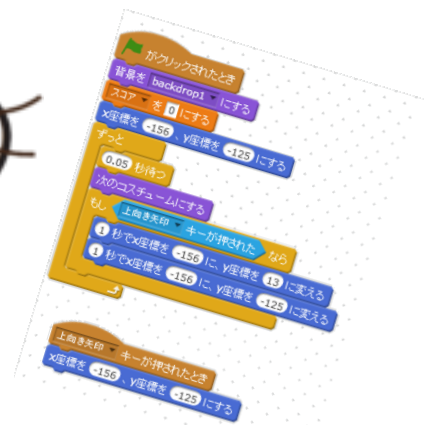 がクリックされたとき
背景を backdrop1 にする
スコア を 0 にする
x座標を -156 、y座標を -125 にする
ずっと
0.05 秒待つ
次のコスチュームにする
もし 上向き矢印 キーが押された なら
1 秒でx座標を -156 に、y座標を 13 に変える
1 秒でx座標を -156 に、y座標を -125 に変える
上向き矢印 キーが押されたとき
x座標を -156 、y座標を -125 にする